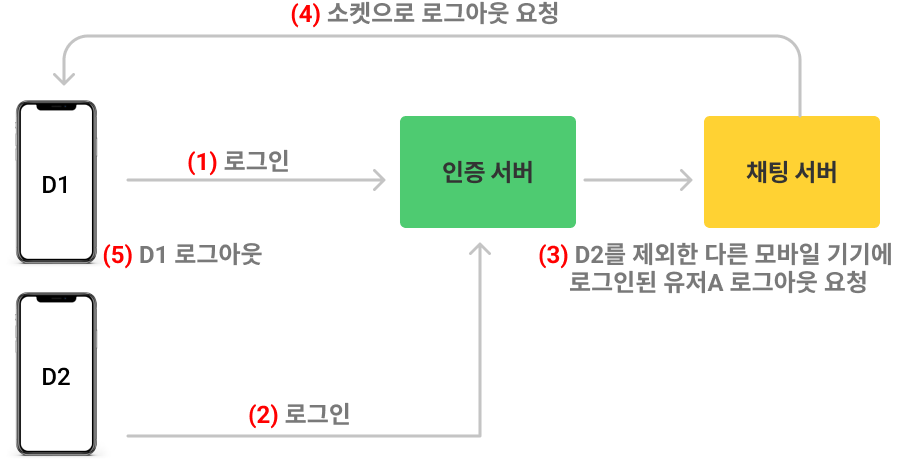 (4) 소켓으로 로그아웃 요청
D1
(1) 로그인
인증 서버
채팅 서버
(5) D1 로그아웃
(3) D2를 제외한 다른 모바일 기기에
로그인된 유저A 로그아웃 요청
D2
(2) 로그인